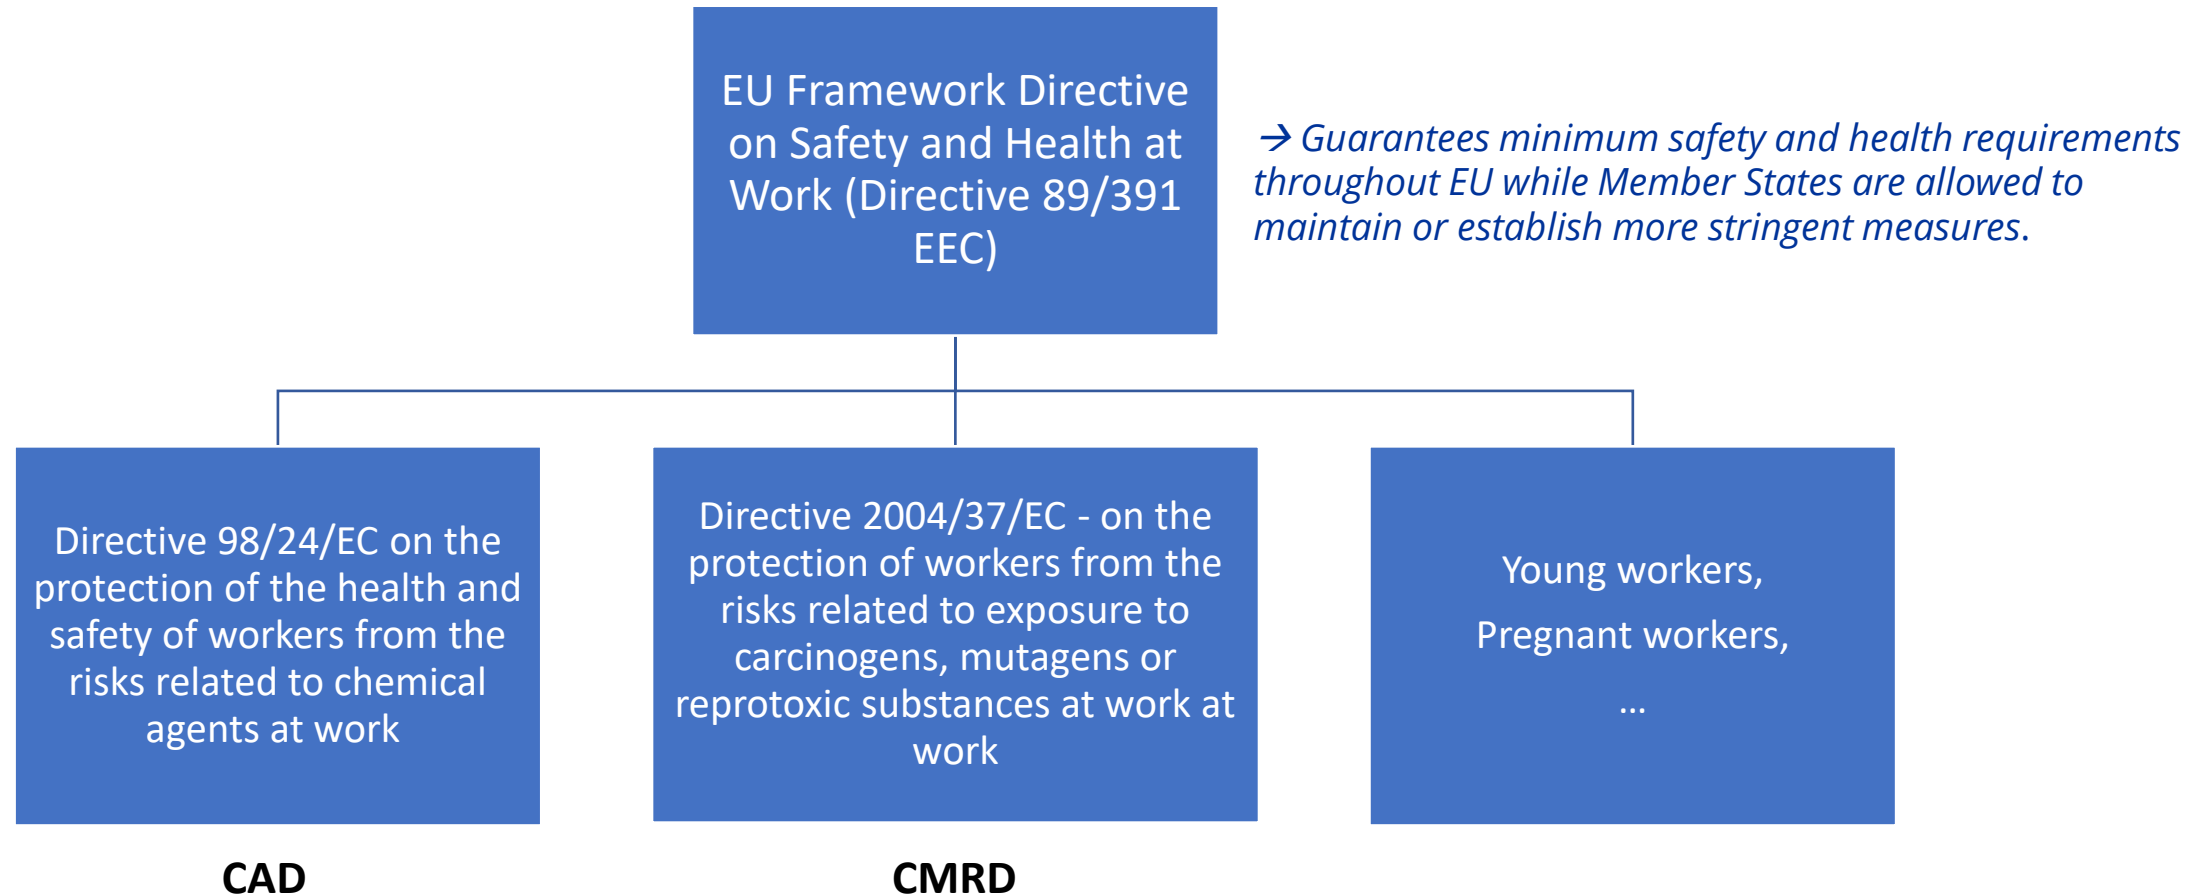 EU Framework Directive
on Safety and Health at
Work (Directive 89/391
EEC)
→ Guarantees minimum safety and health requirements
throughout EU while Member States are allowed to
maintain or establish more stringent measures.
Directive 98/24/EC on the
protection of the health and
safety of workers from the
risks related to chemical
agents at work
Directive 2004/37/EC - on the
protection of workers from the
risks related to exposure to
carcinogens, mutagens or
reprotoxic substances at work at
work
Young workers,
Pregnant workers,
...
CAD
CMRD